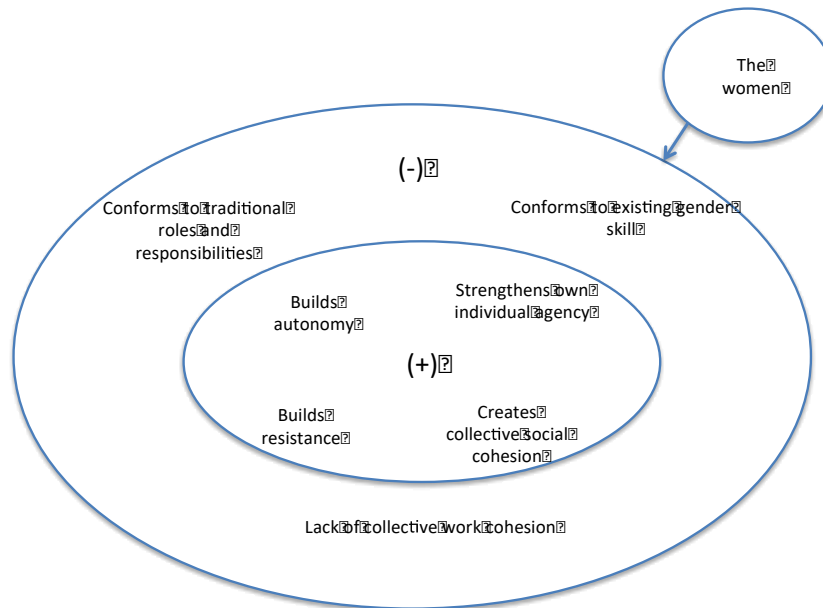 The
women
(-)
Conforms to traditional
roles and
responsibilities
Conforms to existing gender
skill
Builds
autonomy
Strengthens own
individual agency
(+)
Builds
resistance
Creates
collective social
cohesion
Lack of collective work cohesion